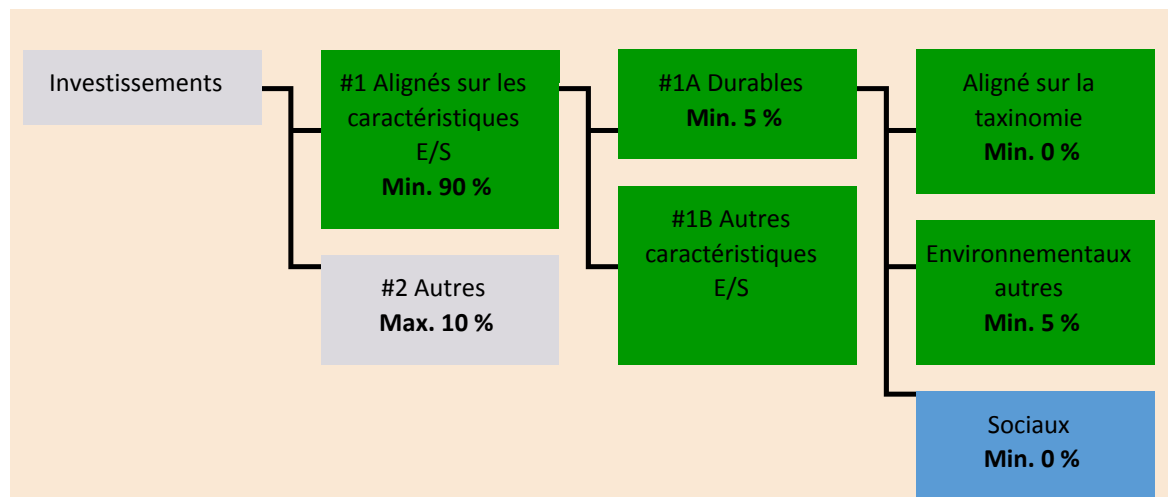 Investissements
#1 Alignés sur les
caractéristiques
E/S
Min. 90 %
#2 Autres
Max. 10 %
#1A Durables
Min. 5 %
#1B Autres
caractéristiques
E/S
Aligné sur la
taxinomie
Min. 0 %
Environnementaux
autres
Min. 5 %
Sociaux
Min. 0 %